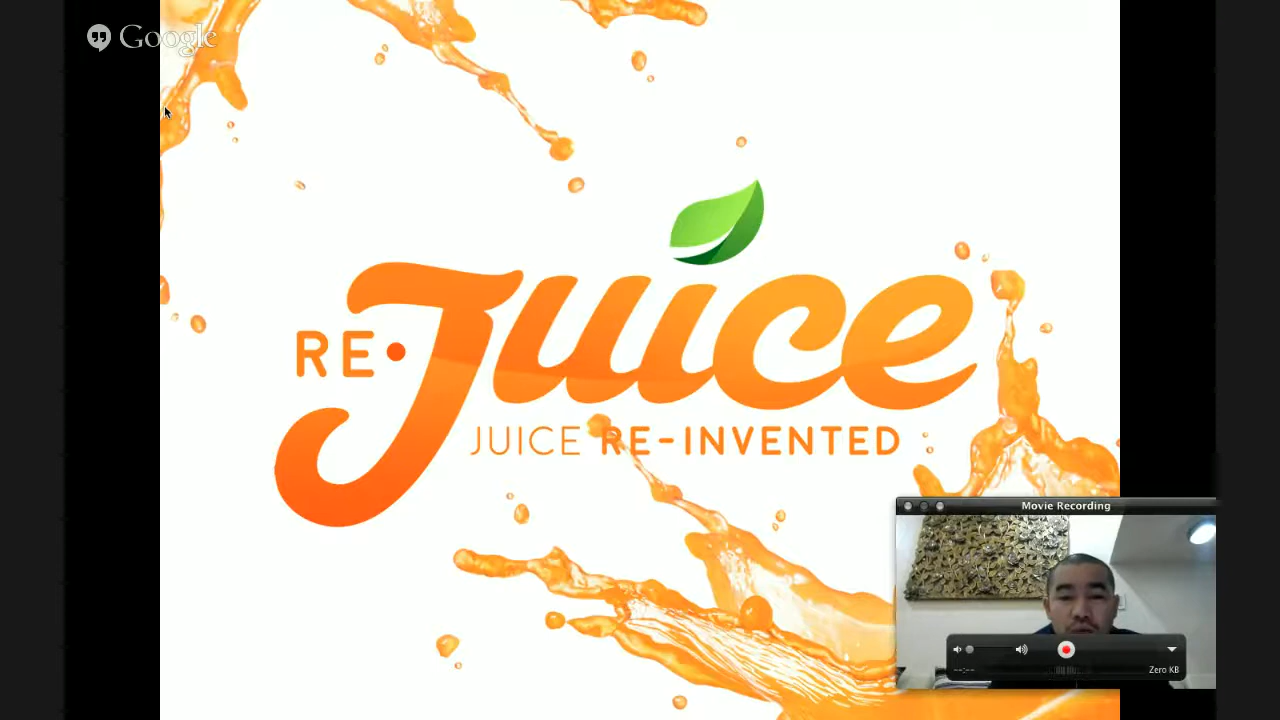 Google
RE•Juice
JUICE RE-INVENTED
Movie Recording
--:--
Zero KB